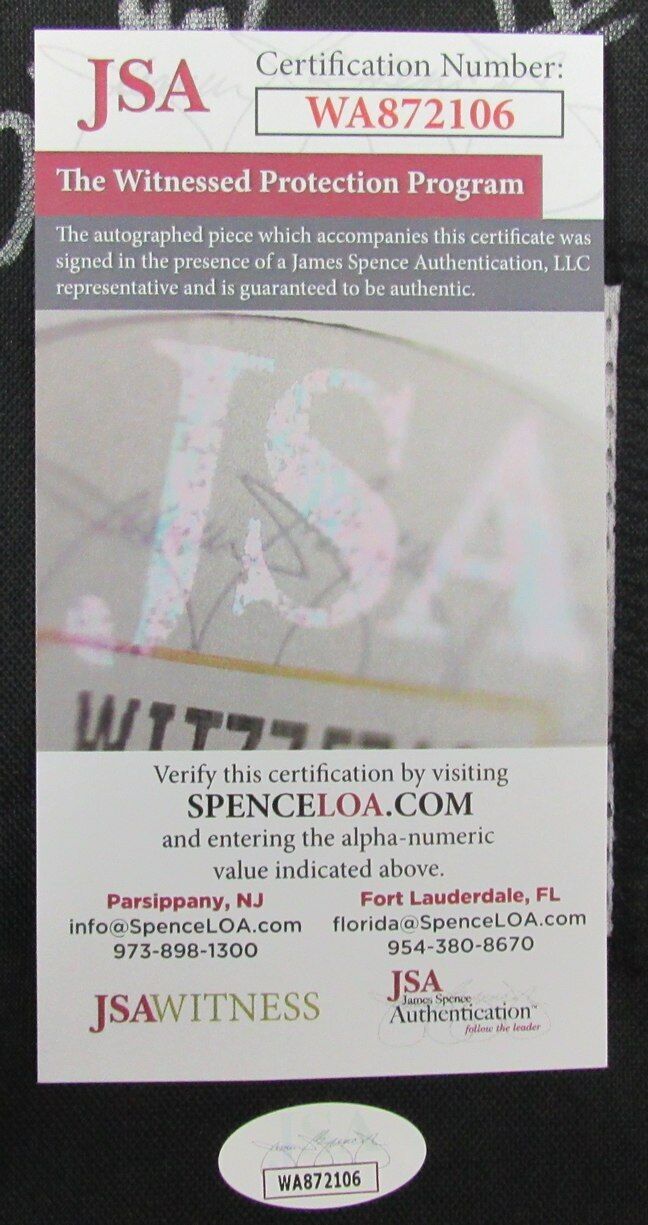 JSA
Certification Number:
WA872106
The Witnessed Protection Program
The autographed piece which accompanies this certificate was
signed in the presence of a James Spence Authentication, LLC
representative and is guaranteed to be authentic.
JSA
Verify this certification by visiting
SPENCELOA.COM
and entering the alpha-numeric
value indicated above.
Parsippany, NJ
info@SpenceLOA.com
973-898-1300
Fort Lauderdale, FL
florida@SpenceLOA.com
954-380-8670
JSAWITNESS
JSA
James Spence
Authentication™
follow the leader
JSA
WA872106